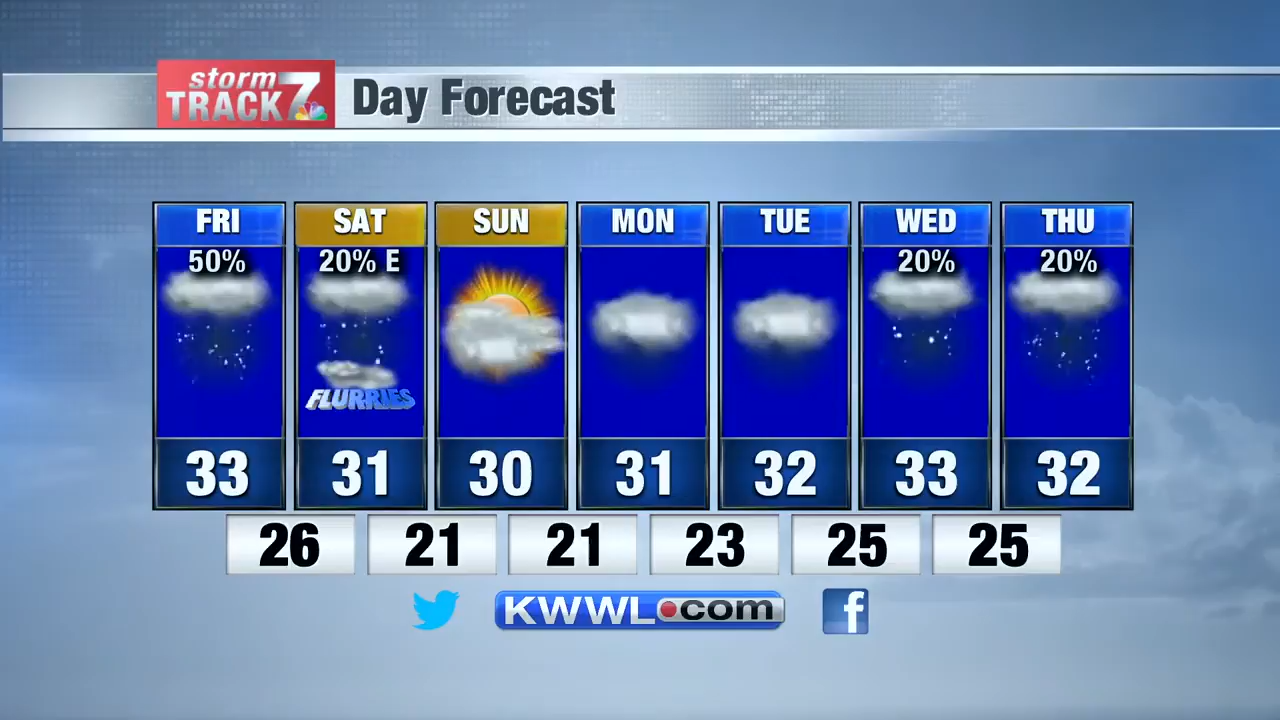 storm
TRACK 7 Day Forecast
FRI SAT SUN MON TUE WED THU
50% 20% E 20% 20%
FLURRIES
33 31 30 31 32 33 32
26 21 21 23 25 25
KWWL.com f